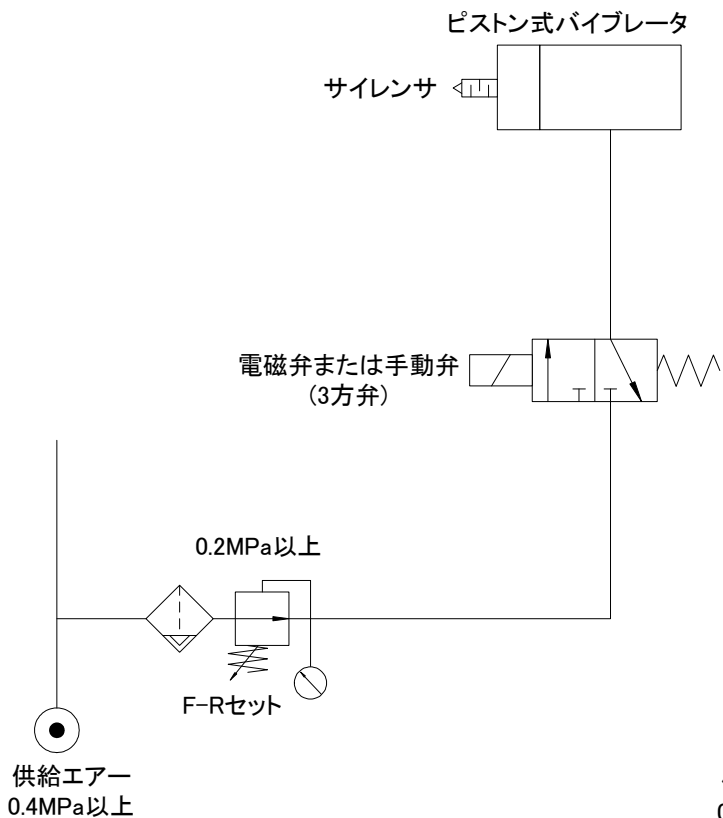 ピストン式バイブレータ
サイレンサ
電磁弁または手動弁
(3方弁)
0.2MPa以上
F-Rセット
供給エアー
0.4MPa以上